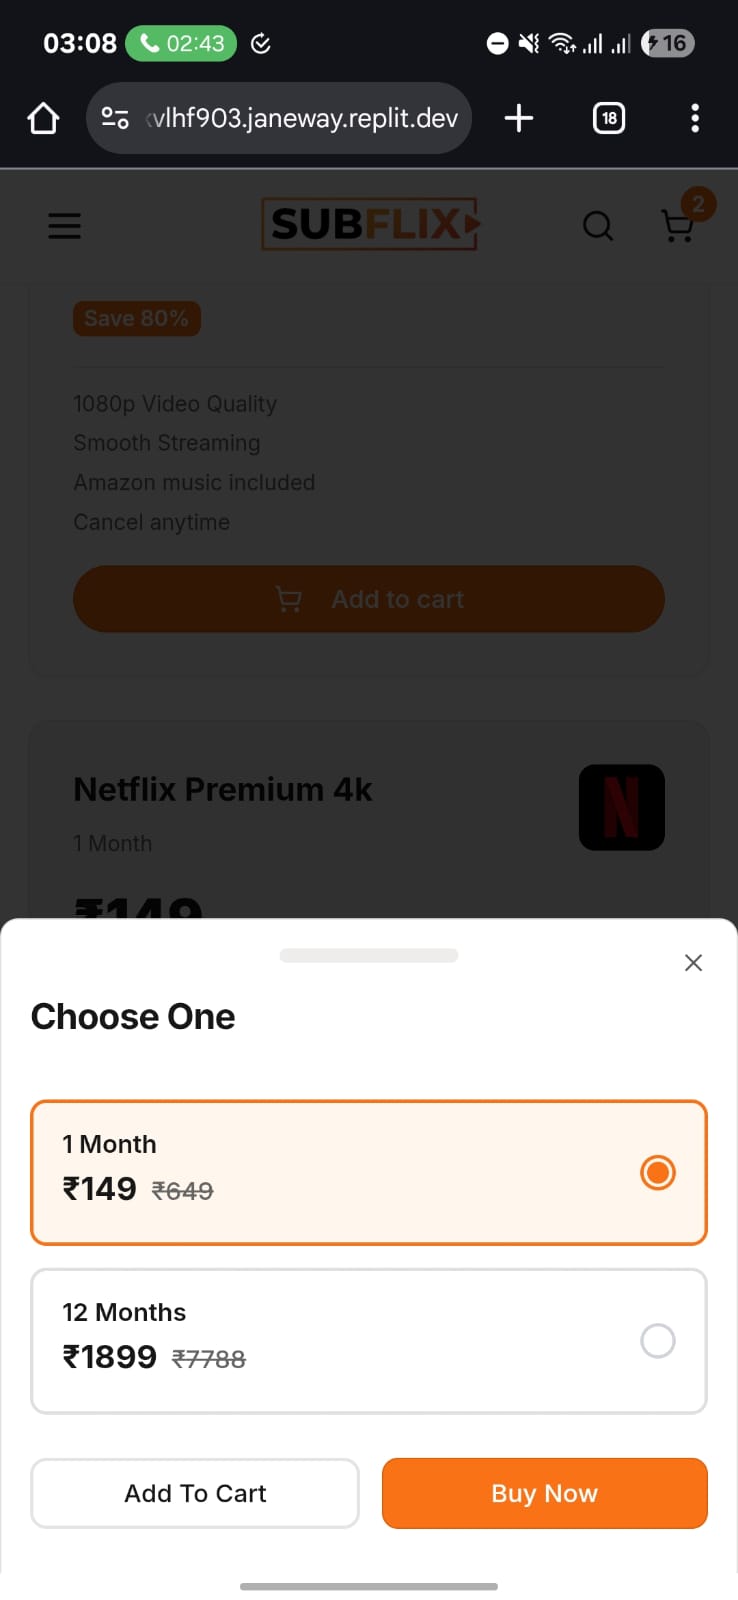 03:08 02:43 16
vlhf903.janeway.replit.dev 18
SUBFLIX 2
Save 80%
1080p Video Quality
Smooth Streaming
Amazon music included
Cancel anytime
Add to cart
Netflix Premium 4k
N
1 Month
₹149
Choose One
1 Month
₹149 ₹649
12 Months
₹1899 ₹7788
Add To Cart Buy Now